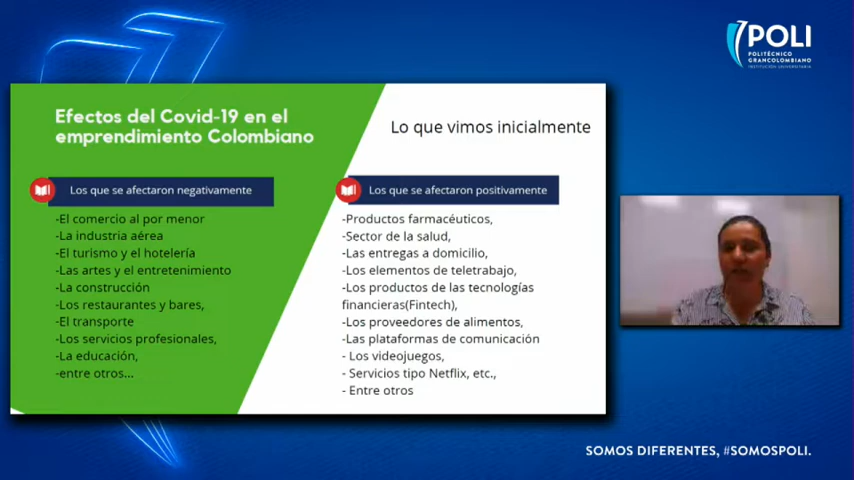 POLI
POLITÉCNICO
GRANCOLOMBIANO
INSTITUCIÓN UNIVERSITARIA
Efectos del Covid-19 en el
emprendimiento Colombiano
Lo que vimos inicialmente
Los que se afectaron negativamente
-El comercio al por menor
-La industria aérea
-El turismo y el hotelería
-Las artes y el entretenimiento
-La construcción
-Los restaurantes y bares,
-El transporte
-Los servicios profesionales,
-La educación,
-entre otros...
Los que se afectaron positivamente
-Productos farmacéuticos,
-Sector de la salud,
-Las entregas a domicilio,
-Los elementos de teletrabajo,
-Los productos de las tecnologías
financieras(Fintech),
-Los proveedores de alimentos,
-Las plataformas de comunicación
- Los videojuegos,
- Servicios tipo Netflix, etc.,
- Entre otros
SOMOS DIFERENTES, #SOMOSPOLI.